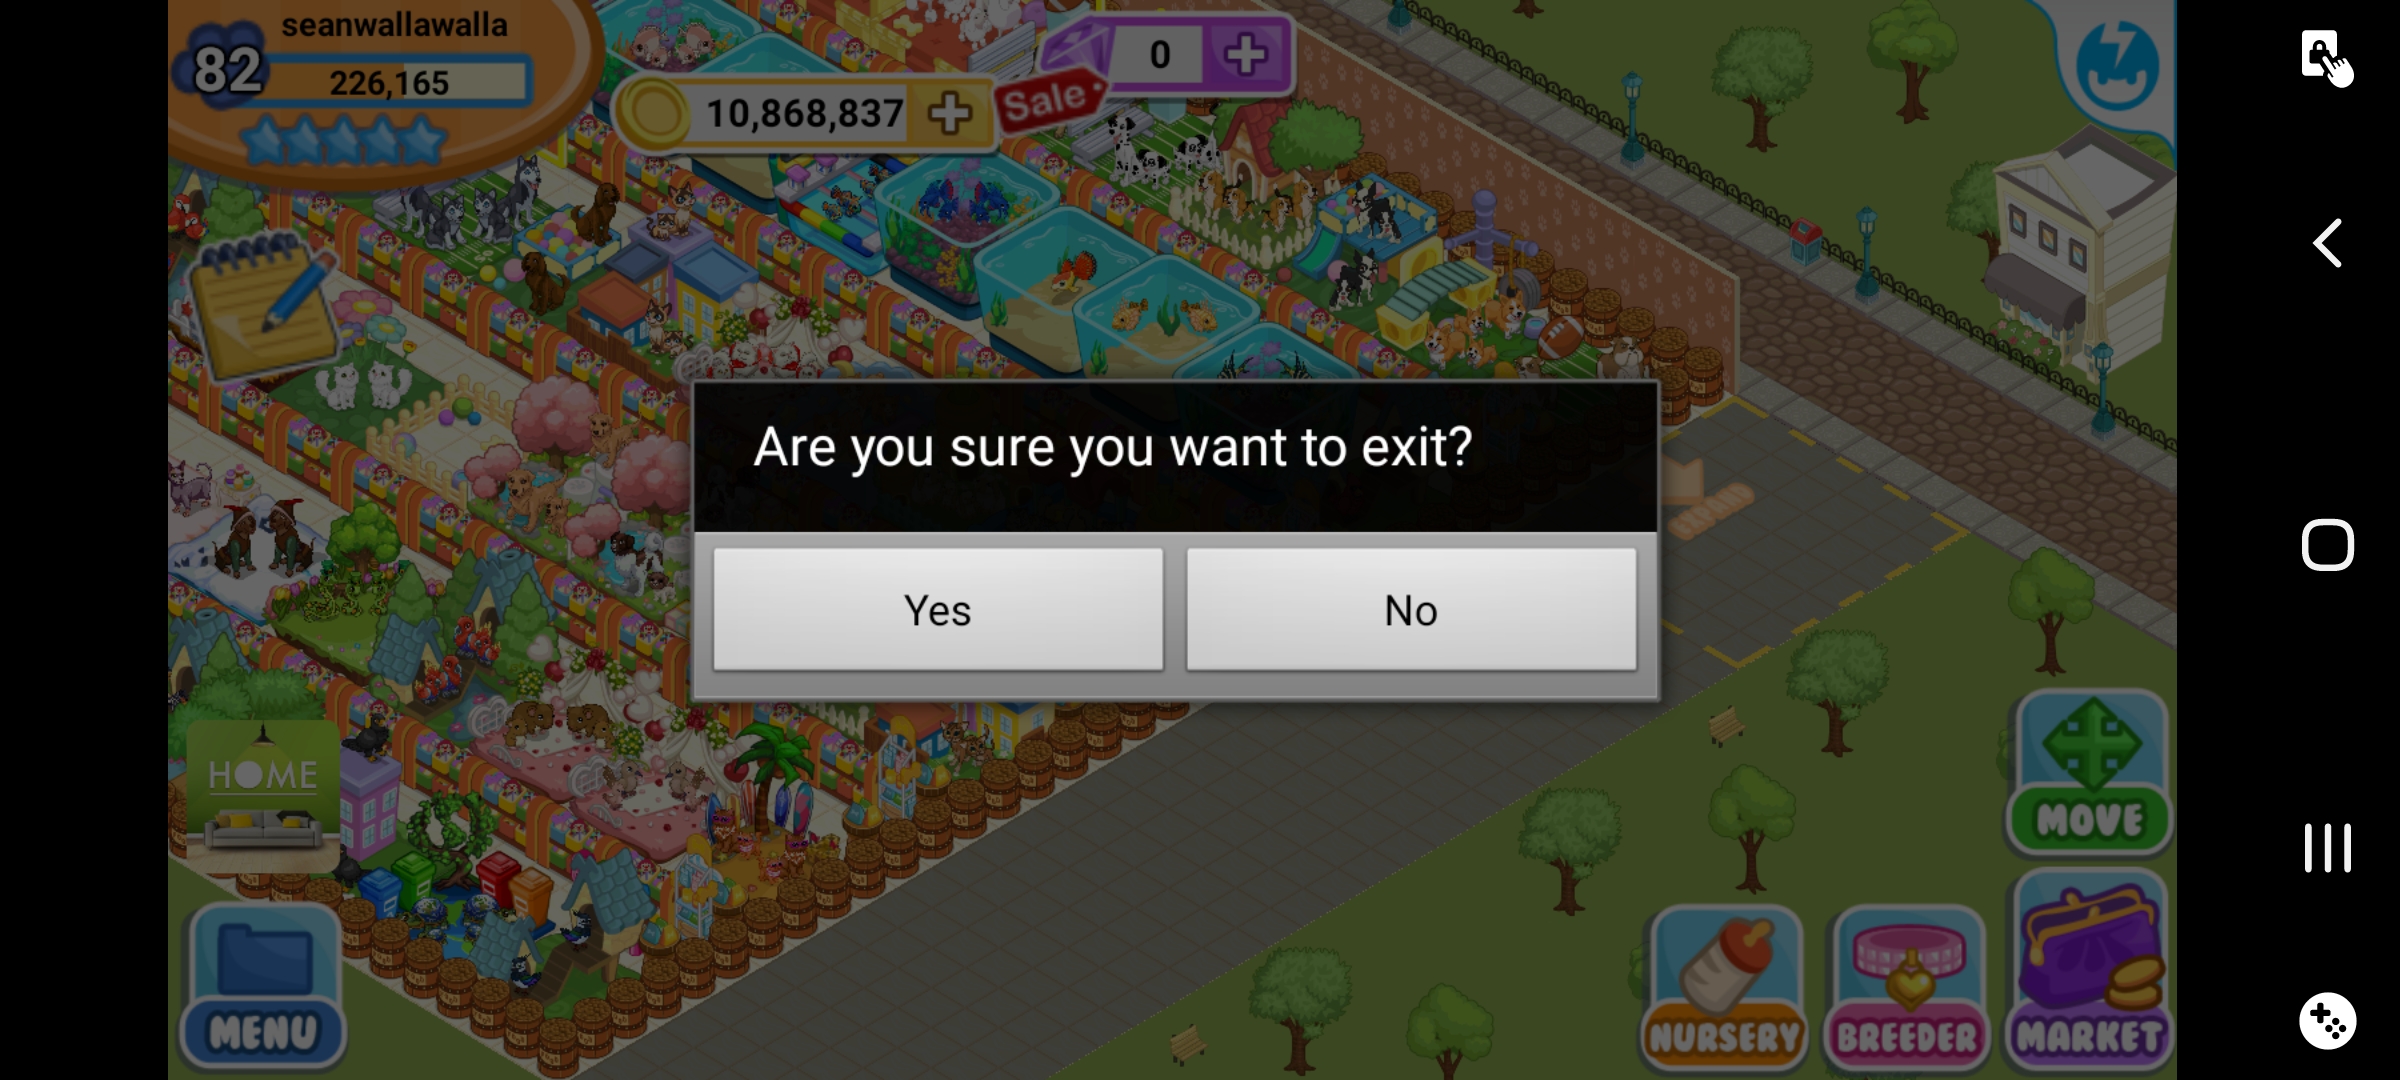 seanwallawalla
82
226,165
10,868,837
Sale
0
Are you sure you want to exit?
Yes
No
HOME
MENU
MOVE
NURSERY
BREEDER
MARKET